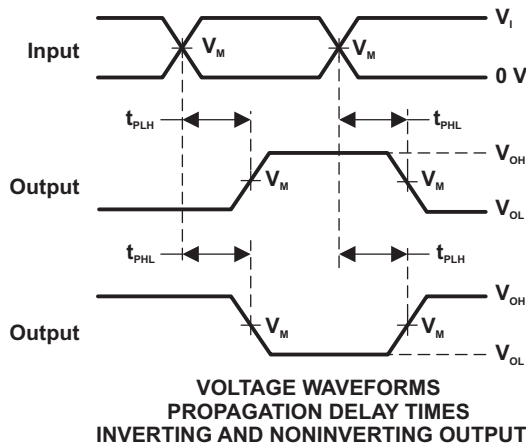 V_I
Input
V_M
V_M
0 V
t_PLH
t_PHL
V_OH
Output
V_M
V_M
V_OL
t_PHL
t_PLH
V_OH
Output
V_M
V_M
V_OL
VOLTAGE WAVEFORMS
PROPAGATION DELAY TIMES
INVERTING AND NONINVERTING OUTPUT